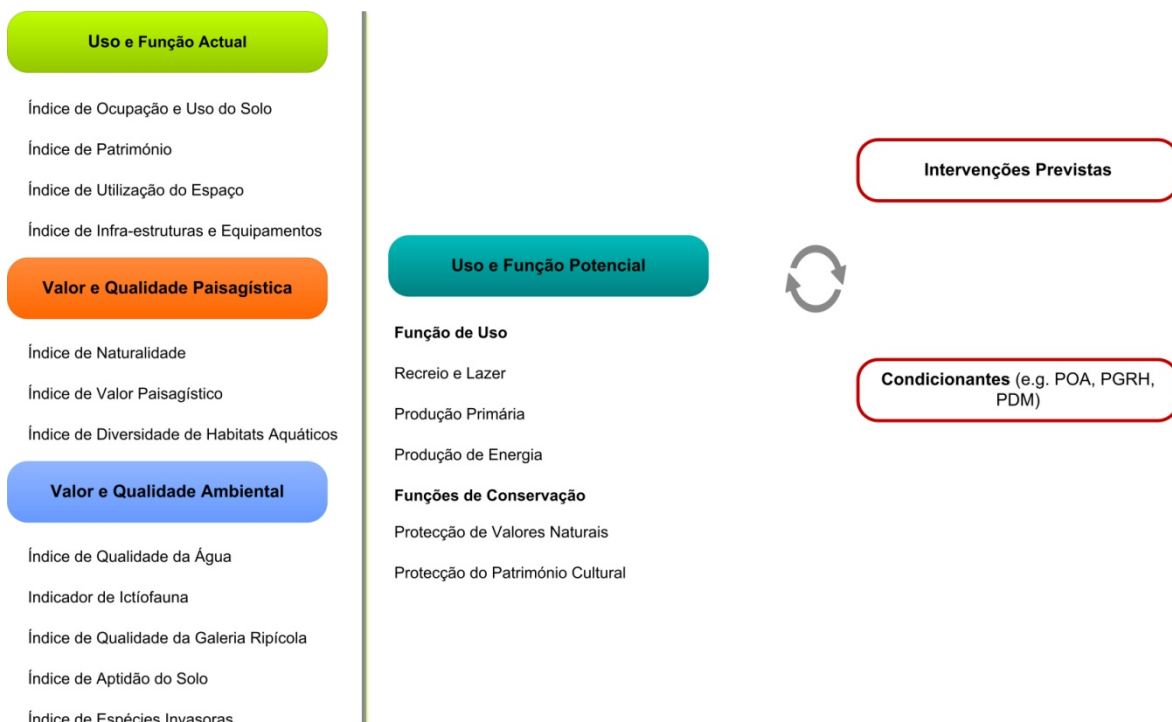 Uso e Função Actual
Índice de Ocupação e Uso do Solo
Índice de Património
Índice de Utilização do Espaço
Índice de Infra-estruturas e Equipamentos
Valor e Qualidade Paisagística
Índice de Naturalidade
Índice de Valor Paisagístico
Índice de Diversidade de Habitats Aquáticos
Valor e Qualidade Ambiental
Índice de Qualidade da Água
Indicador de Ictíofauna
Índice de Qualidade da Galeria Ripícola
Índice de Aptidão do Solo
Índice de Espécies Invasoras
Uso e Função Potencial
Função de Uso
Recreio e Lazer
Produção Primária
Produção de Energia
Funções de Conservação
Protecção de Valores Naturais
Protecção do Património Cultural
Intervenções Previstas
Condicionantes (e.g. POA, PGRH,
PDM)